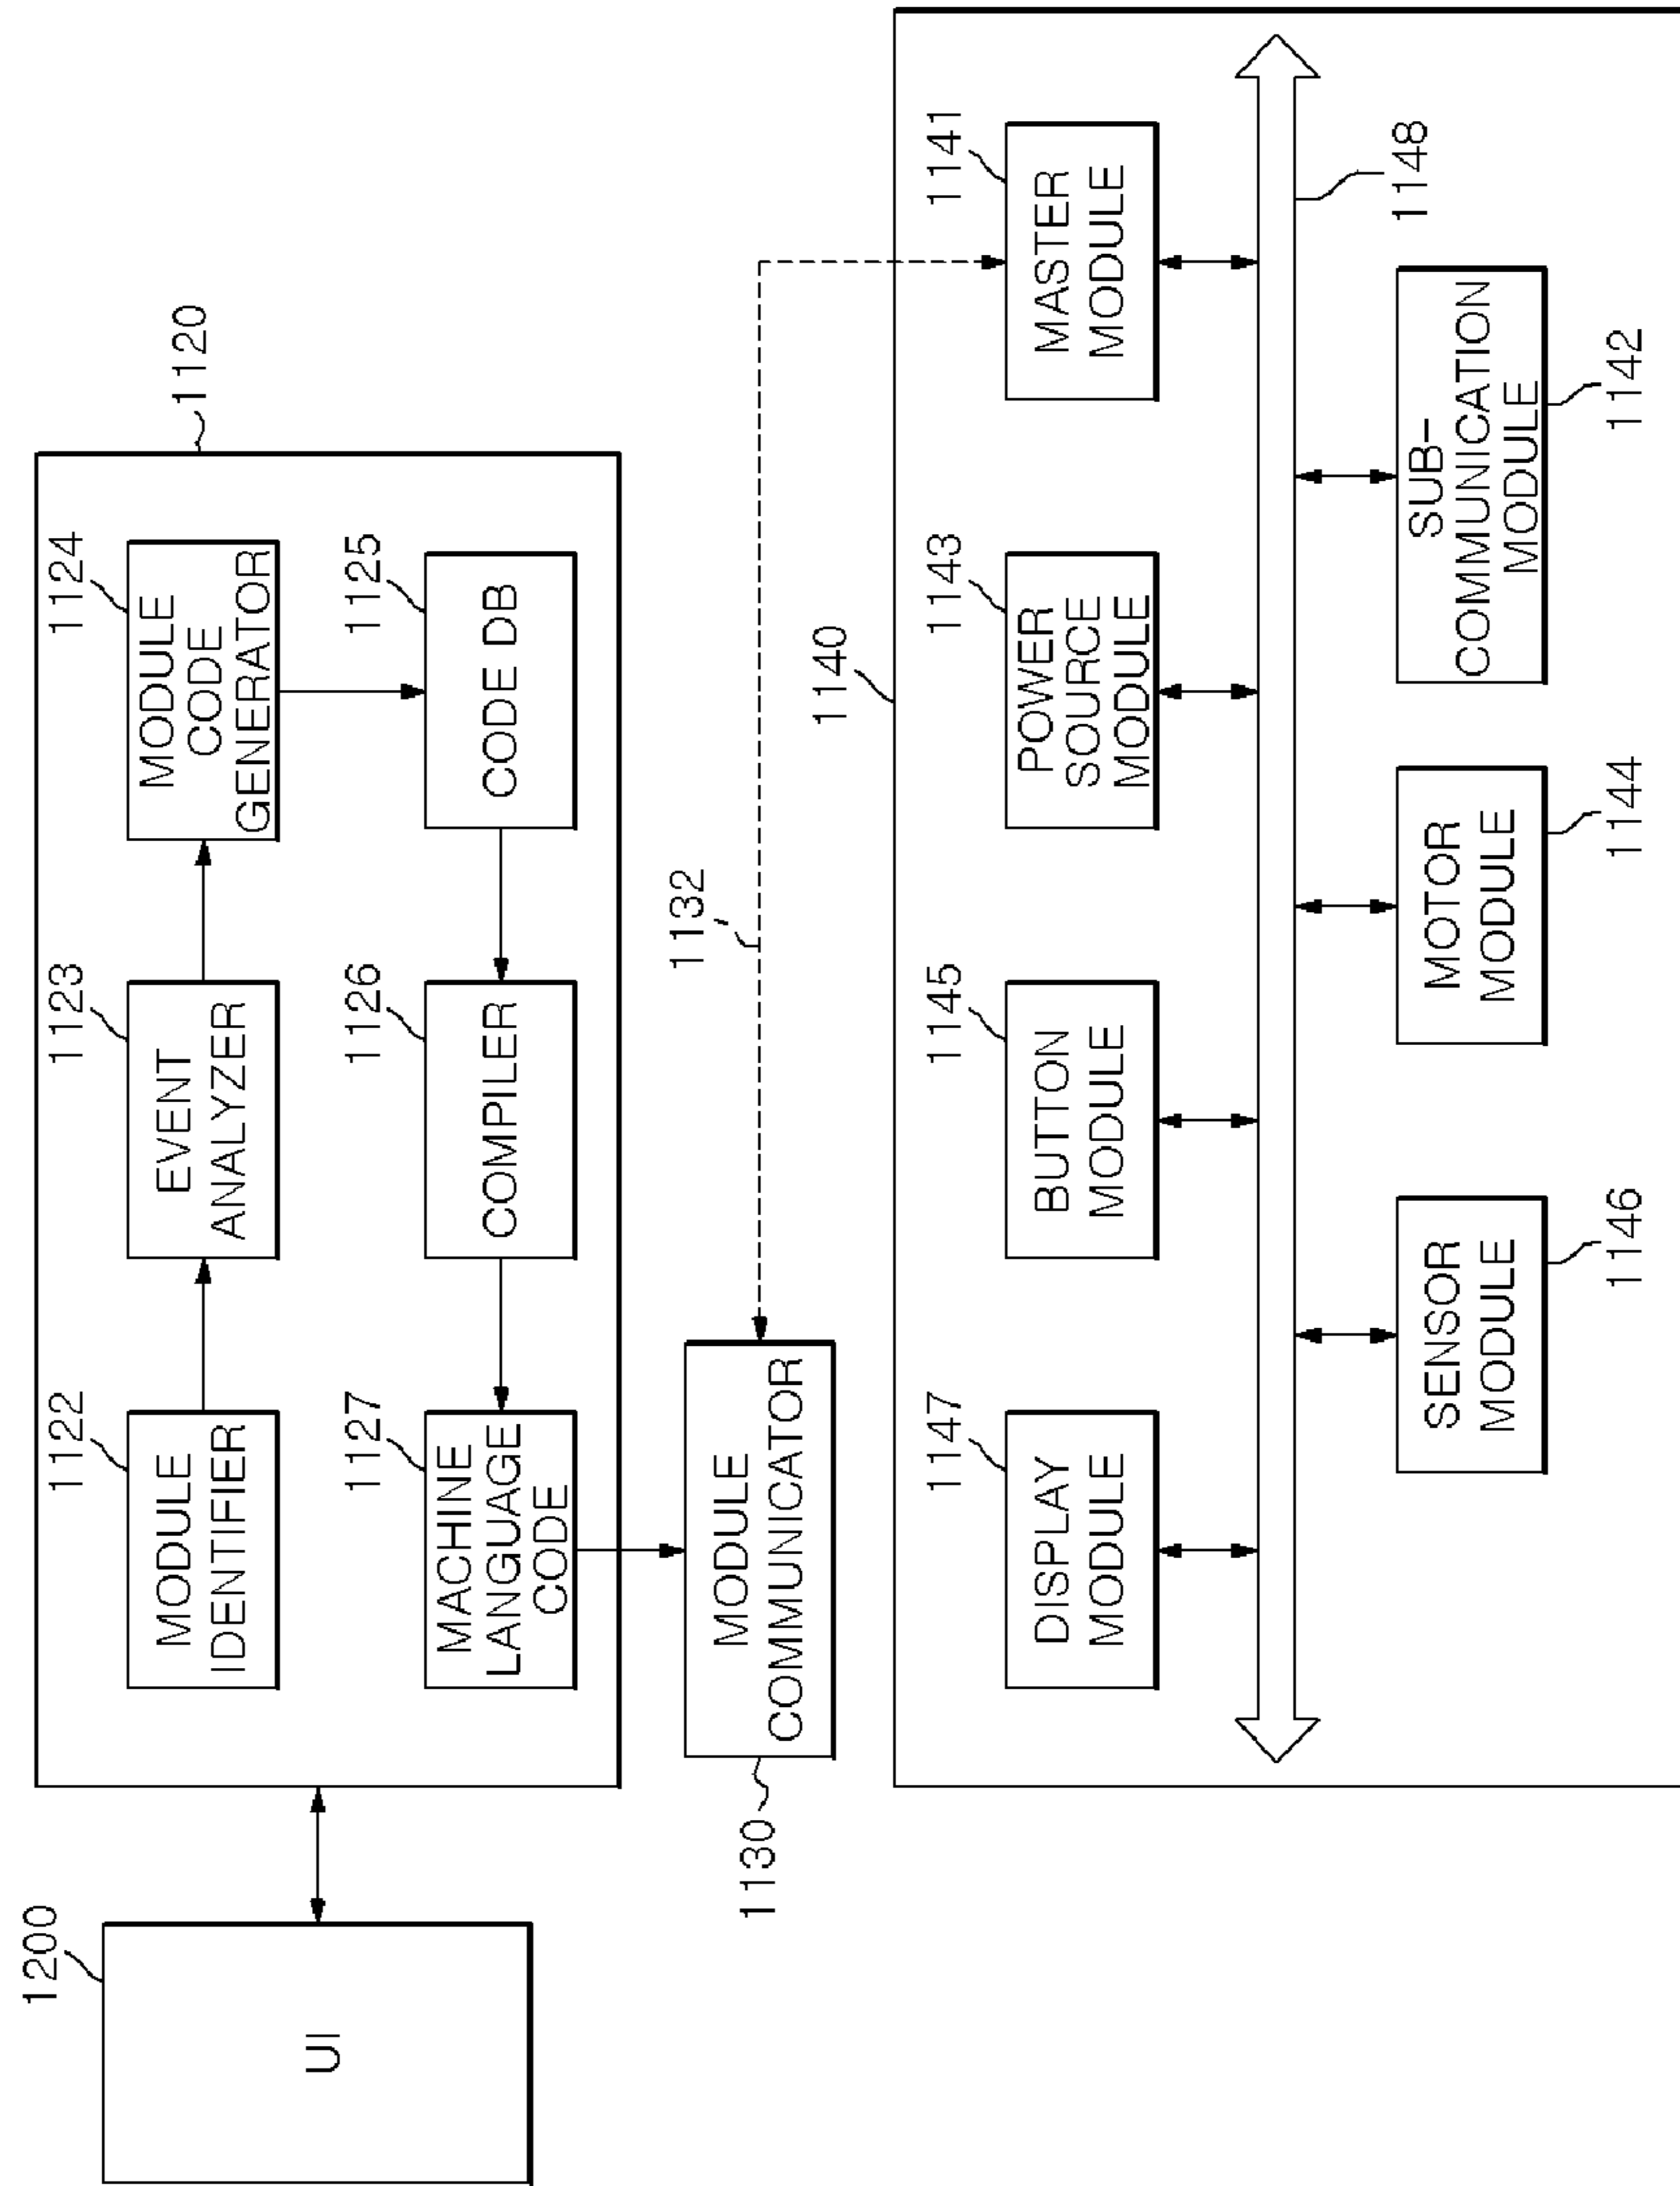 1200
UI
1120
1122
MODULE
IDENTIFIER
1123
EVENT
ANALYZER
1124
MODULE
CODE
GENERATOR
1127
MACHINE
LANGUAGE
CODE
1126
COMPILER
1125
CODE DB
1130
MODULE
COMMUNICATOR
1132
1140
1147
DISPLAY
MODULE
1145
BUTTON
MODULE
1143
POWER
SOURCE
MODULE
1141
MASTER
MODULE
1148
SENSOR
MODULE
1146
MOTOR
MODULE
1144
SUB-
COMMUNICATION
MODULE
1142